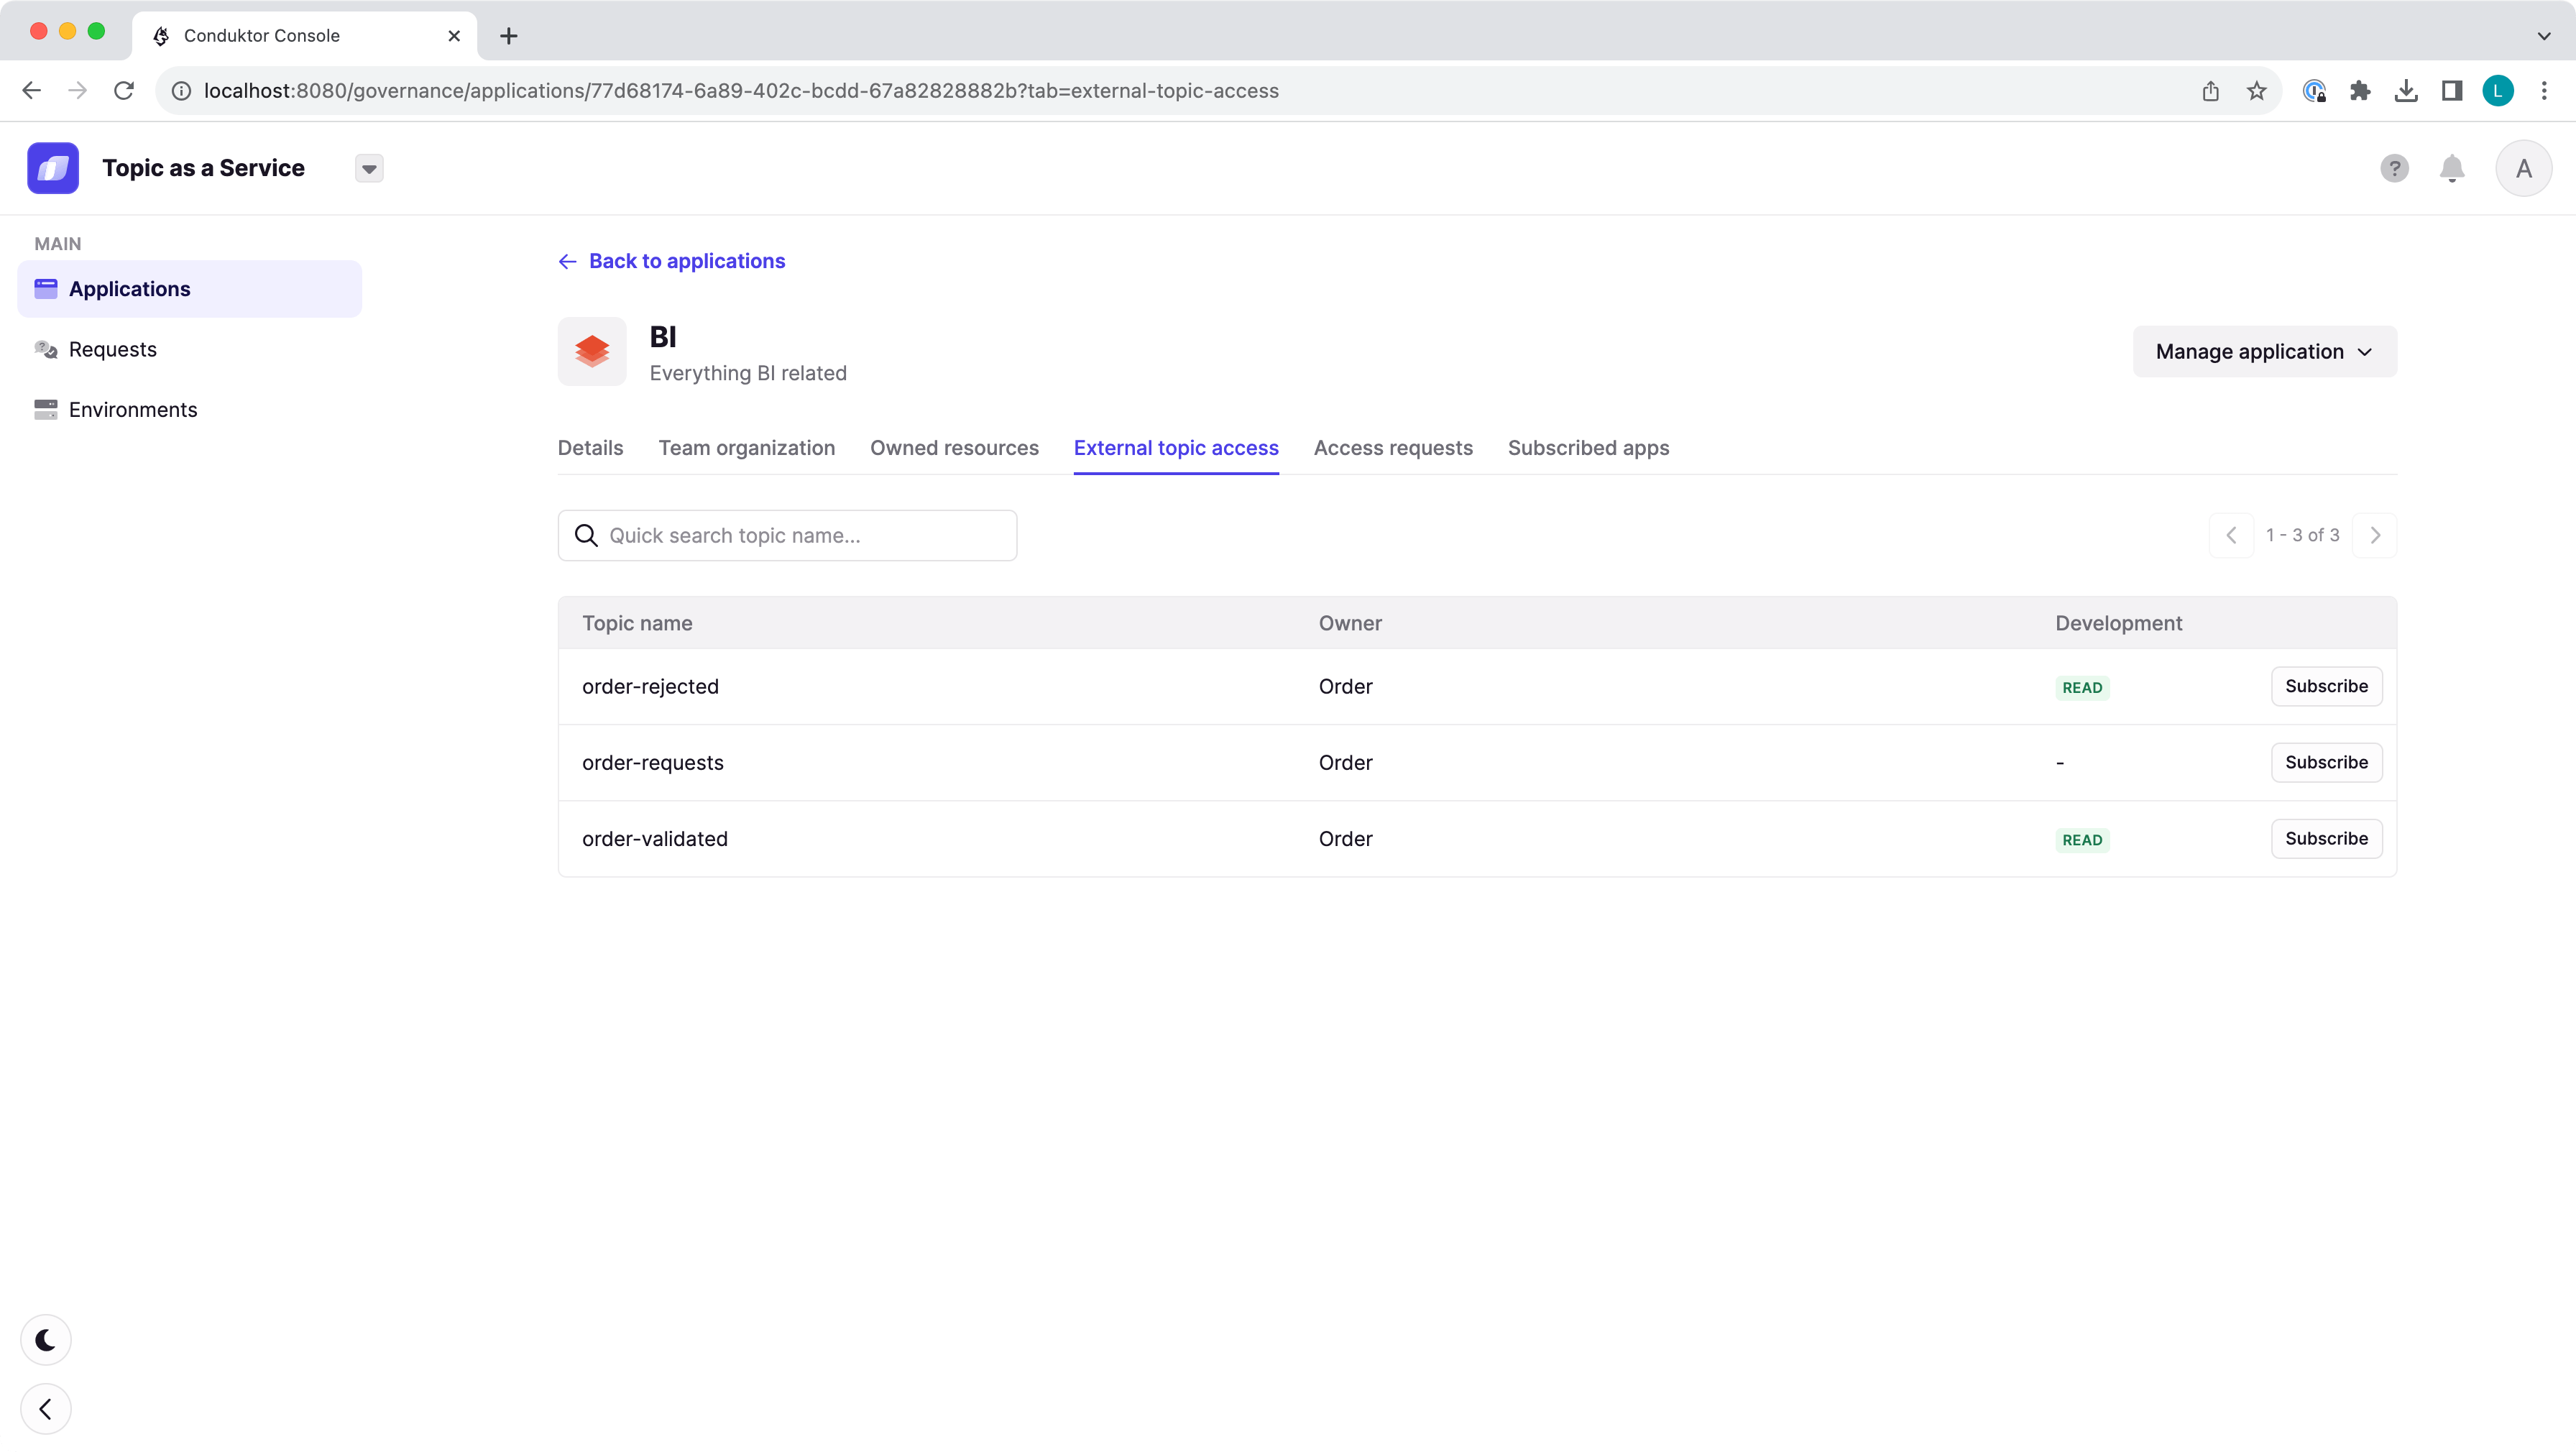 Conduktor Console
localhost:8080/governance/applications/77d68174-6a89-402c-bcdd-67a82828882b?tab=external-topic-access
L
Topic as a Service
?
A
MAIN
Applications
Requests
Environments
Back to applications
BI
Everything BI related
Manage application
Details Team organization Owned resources External topic access Access requests Subscribed apps
Quick search topic name...
1 - 3 of 3
Topic name Owner Development
order-rejected Order READ Subscribe
order-requests Order - Subscribe
order-validated Order READ Subscribe